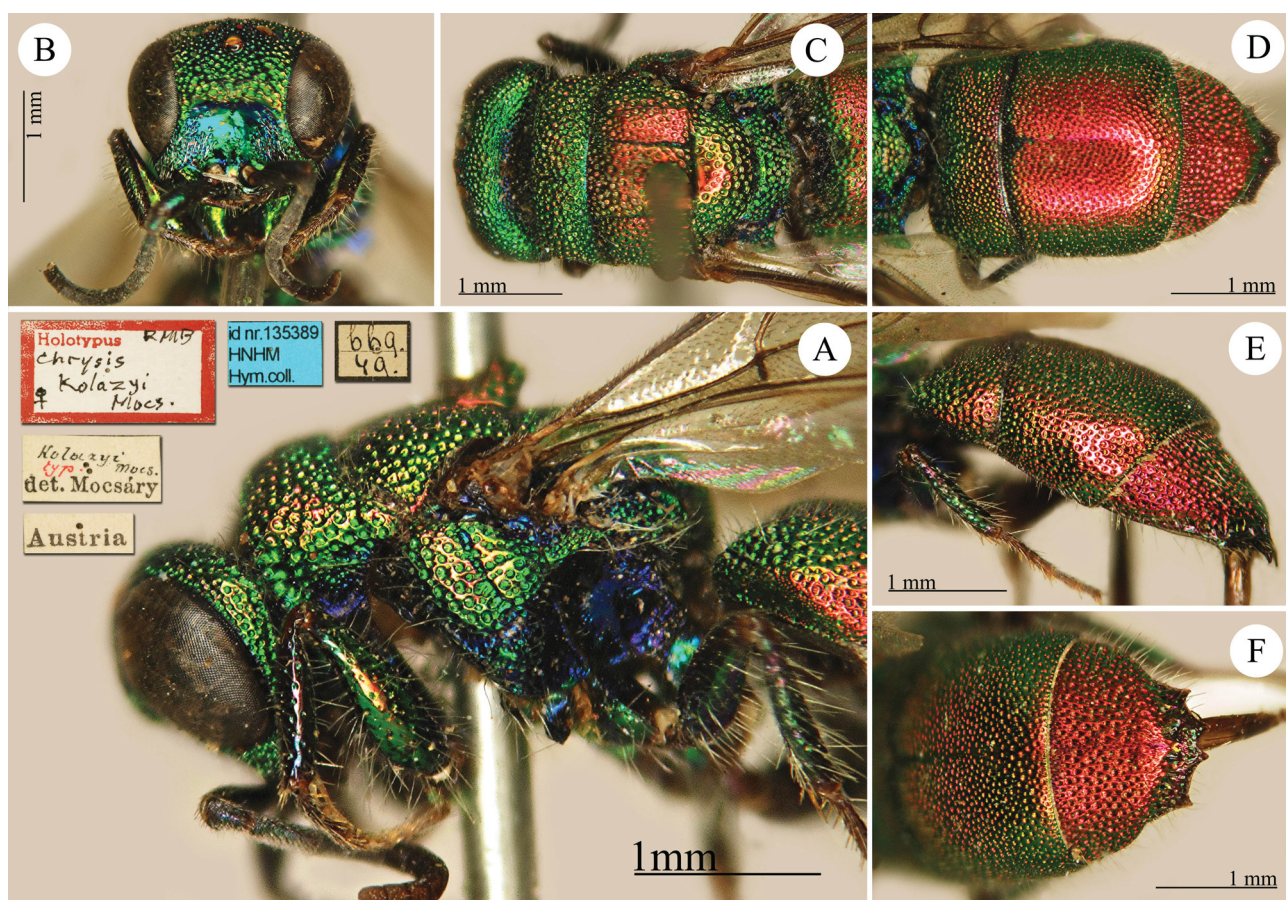 B
1 mm
C
1 mm
D
1 mm
Holotypus RMB
Chrysis
Kolazyi
♀ Mocs.
id nr.135389
HNHM
Hym.coll.
669.
49.
Kolazyi
typ. Mocs.
det. Mocsáry
Austria
A
1mm
E
1 mm
F
1 mm